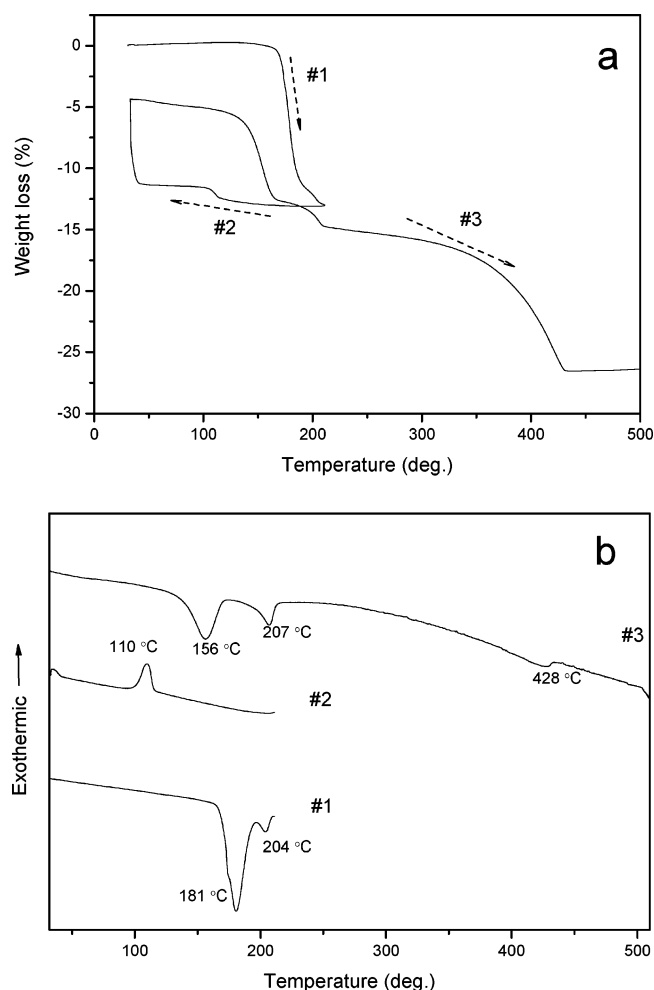 a
0
-5
-10
-15
-20
-25
-30
Weight loss (%)
#1
#2
#3
0 100 200 300 400 500
Temperature (deg.)
b
Exothermic
110 °C 156 °C 207 °C
#3
428 °C
#2
#1
204 °C
181 °C
100 200 300 400 500
Temperature (deg.)